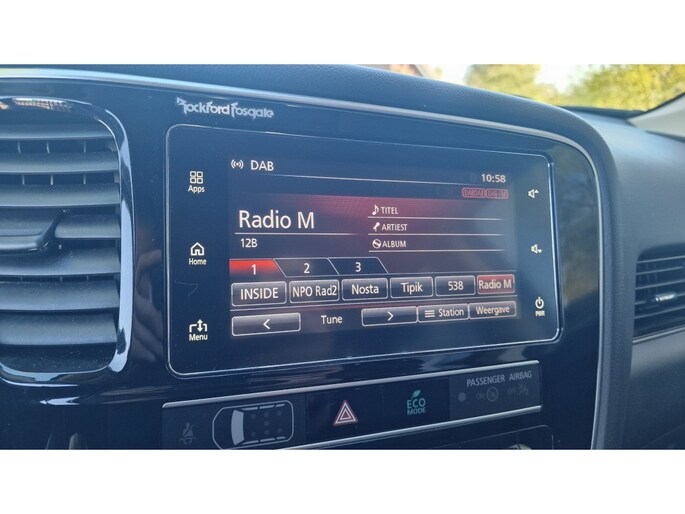 Rockford Fosgate
DAB
10:58
Apps
Radio M
TITEL
ARTIEST
ALBUM
12B
Home
1 2 3
INSIDE NPO Rad2 Nosta Tipik 538 Radio M
< Tune > Station Weergave
Menu
PWR
PASSENGER AIRBAG
ECO
MODE